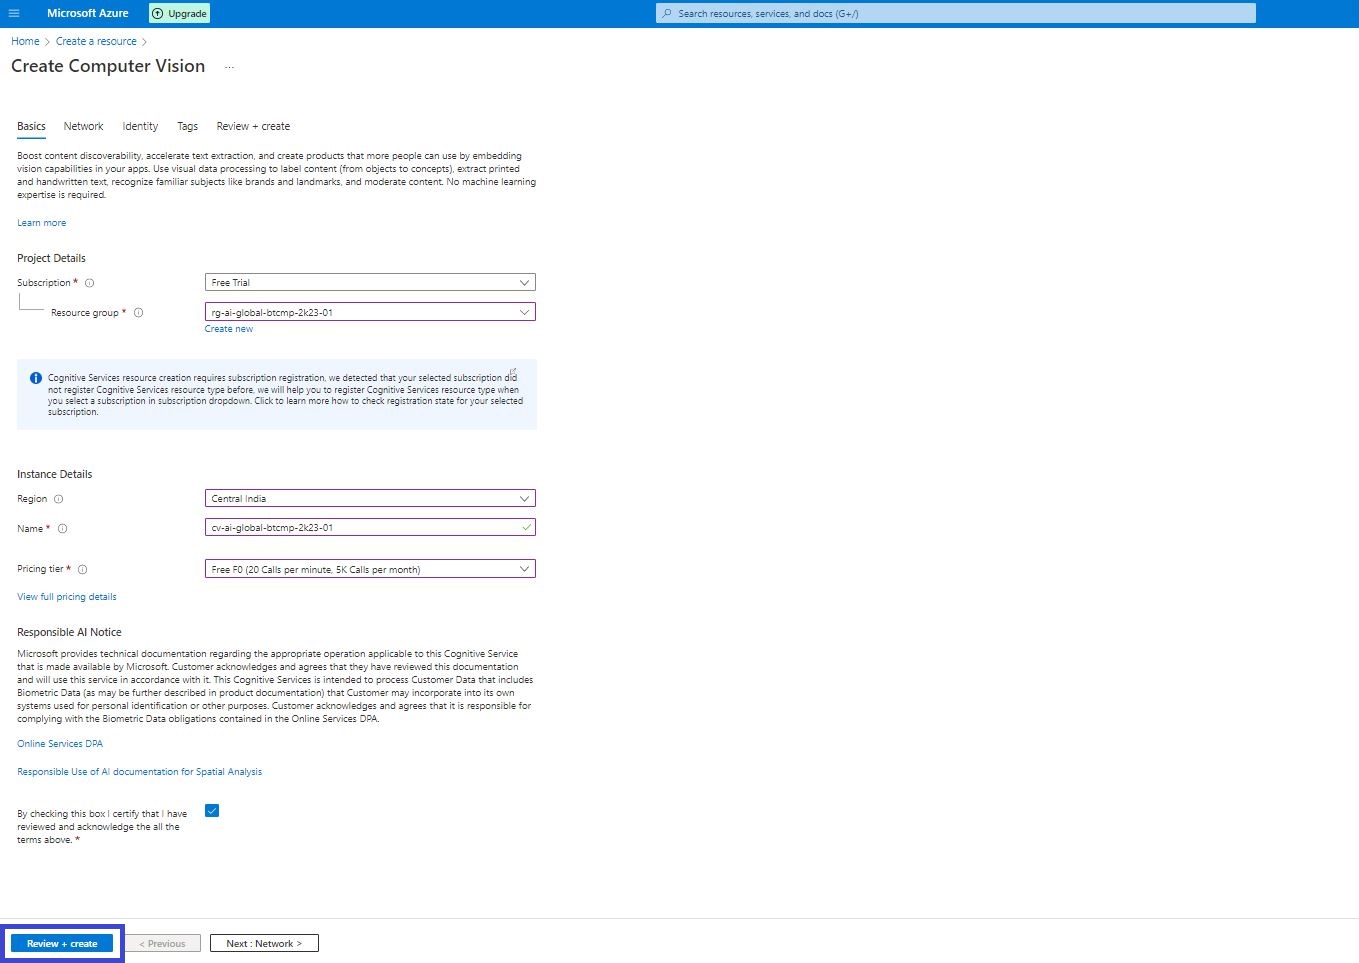 Microsoft Azure
Upgrade
Search resources, services, and docs (G+/)
Home > Create a resource >
Create Computer Vision ...
Basics Network Identity Tags Review + create
Boost content discoverability, accelerate text extraction, and create products that more people can use by embedding
vision capabilities in your apps. Use visual data processing to label content (from objects to concepts), extract printed
and handwritten text, recognize familiar subjects like brands and landmarks, and moderate content. No machine learning
expertise is required.
Learn more
Project Details
Subscription * Free Trial
Resource group * rg-ai-global-btcmp-2k23-01
Create new
Cognitive Services resource creation requires subscription registration, we detected that your selected subscription did
not register Cognitive Services resource type before, we will help you to register Cognitive Services resource type when
you select a subscription in subscription dropdown. Click to learn more how to check registration state for your selected
subscription.
Instance Details
Region Central India
Name * cv-ai-global-btcmp-2k23-01
Pricing tier * Free F0 (20 Calls per minute, 5K Calls per month)
View full pricing details
Responsible AI Notice
Microsoft provides technical documentation regarding the appropriate operation applicable to this Cognitive Service
that is made available by Microsoft. Customer acknowledges and agrees that they have reviewed this documentation
and will use this service in accordance with it. This Cognitive Services is intended to process Customer Data that includes
Biometric Data (as may be further described in product documentation) that Customer may incorporate into its own
systems used for personal identification or other purposes. Customer acknowledges and agrees that it is responsible for
complying with the Biometric Data obligations contained in the Online Services DPA.
Online Services DPA
Responsible Use of AI documentation for Spatial Analysis
By checking this box I certify that I have
reviewed and acknowledge the all the
terms above. *
Review + create
< Previous
Next : Network >